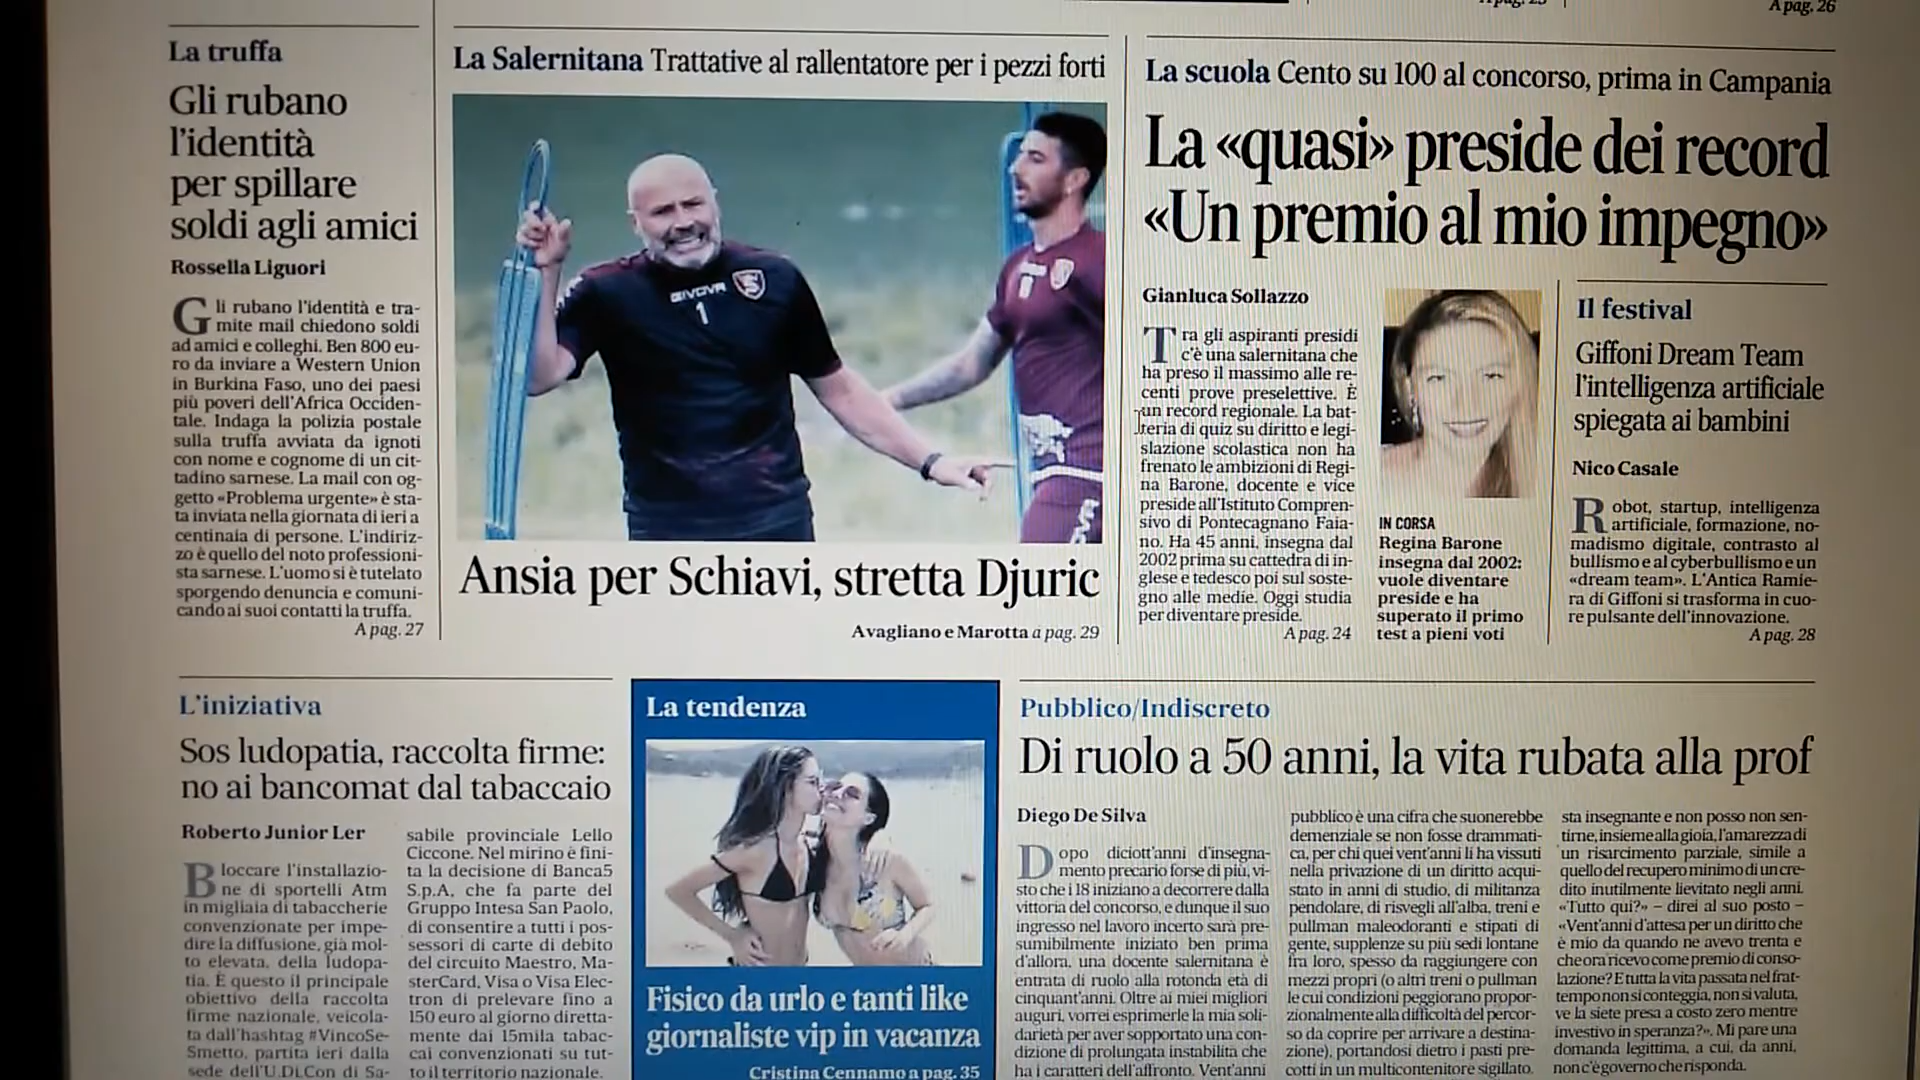 A pag. 26
La truffa
Gli rubano
l'identità
per spillare
soldi agli amici
Rossella Liguori
Gli rubano l'identità e tra-
mite mail chiedono soldi
ad amici e colleghi. Ben 800 eu-
ro da inviare a Western Union
in Burkina Faso, uno dei paesi
più poveri dell'Africa Occiden-
tale. Indaga la polizia postale
sulla truffa avviata da ignoti
con nome e cognome di un cit-
tadino sarnese. La mail con og-
getto «Problema urgente» è sta-
ta inviata nella giornata di ieri a
centinaia di persone. L'indiriz-
zo è quello del noto professioni-
sta sarnese. L'uomo si è tutelato
sporgendo denuncia e comuni-
cando ai suoi contatti la truffa.
A pag. 27
La Salernitana Trattative al rallentatore per i pezzi forti
GIVOVA
1
Ansia per Schiavi, stretta Djuric
Avagliano e Marotta a pag. 29
La scuola Cento su 100 al concorso, prima in Campania
La «quasi» preside dei record
«Un premio al mio impegno»
Gianluca Sollazzo
Tra gli aspiranti presidi
c'è una salernitana che
ha preso il massimo alle re-
centi prove preselettive. È
un record regionale. La bat-
teria di quiz su diritto e legi-
slazione scolastica non ha
frenato le ambizioni di Regi-
na Barone, docente e vice
preside all'Istituto Compren-
sivo di Pontecagnano Faia-
no. Ha 45 anni, insegna dal
2002 prima su cattedra di in-
glese e tedesco poi sul soste-
gno alle medie. Oggi studia
per diventare preside.
A pag. 24
IN CORSA
Regina Barone
insegna dal 2002:
vuole diventare
preside e ha
superato il primo
test a pieni voti
Il festival
Giffoni Dream Team
l'intelligenza artificiale
spiegata ai bambini
Nico Casale
Robot, startup, intelligenza
artificiale, formazione, no-
madismo digitale, contrasto al
bullismo e al cyberbullismo e un
«dream team». L'Antica Ramie-
ra di Giffoni si trasforma in cuo-
re pulsante dell'innovazione.
A pag. 28
L'iniziativa
Sos ludopatia, raccolta firme:
no ai bancomat dal tabaccaio
Roberto Junior Ler
Bloccare l'installazio-
ne di sportelli Atm
in migliaia di tabaccherie
convenzionate per impe-
dire la diffusione, già mol-
to elevata, della ludopa-
tia. È questo il principale
obiettivo della raccolta
firme nazionale, veicola-
ta dall'hashtag #VincoSe-
Smetto, partita ieri dalla
sede dell'U.Di.Con di Sa-
sabile provinciale Lello
Ciccone. Nel mirino è fini-
ta la decisione di Banca5
S.p.A, che fa parte del
Gruppo Intesa San Paolo,
di consentire a tutti i pos-
sessori di carte di debito
del circuito Maestro, Ma-
sterCard, Visa o Visa Elec-
tron di prelevare fino a
150 euro al giorno diretta-
mente dai 15mila tabac-
cai convenzionati su tut-
to il territorio nazionale.
La tendenza
Fisico da urlo e tanti like
giornaliste vip in vacanza
Cristina Cennamo a pag. 35
Pubblico/Indiscreto
Di ruolo a 50 anni, la vita rubata alla prof
Diego De Silva
Dopo diciott'anni d'insegna-
mento precario forse di più, vi-
sto che i 18 iniziano a decorrere dalla
vittoria del concorso, e dunque il suo
ingresso nel lavoro incerto sarà pre-
sumibilmente iniziato ben prima
d'allora, una docente salernitana è
entrata di ruolo alla rotonda età di
cinquant'anni. Oltre ai miei migliori
auguri, vorrei esprimerle la mia soli-
darietà per aver sopportato una con-
dizione di prolungata instabilità che
ha i caratteri dell'affronto. Vent'anni
pubblico è una cifra che suonerebbe
demenziale se non fosse drammati-
ca, per chi quei vent'anni li ha vissuti
nella privazione di un diritto acqui-
stato in anni di studio, di militanza
pendolare, di risvegli all'alba, treni e
pullman maleodoranti e stipati di
gente, supplenze su più sedi lontane
fra loro, spesso da raggiungere con
mezzi propri (o altri treni o pullman
le cui condizioni peggiorano propor-
zionalmente alla difficoltà del percor-
so da coprire per arrivare a destina-
zione), portandosi dietro i pasti pre-
cotti in un multicontenitore sigillato.
sta insegnante e non posso non sen-
tirne, insieme alla gioia, l'amarezza di
un risarcimento parziale, simile a
quello del recupero minimo di un cre-
dito inutilmente lievitato negli anni.
«Tutto qui?» – direi al suo posto –
«Vent'anni d'attesa per un diritto che
è mio da quando ne avevo trenta e
che ora ricevo come premio di conso-
lazione? E tutta la vita passata nel frat-
tempo non si conteggia, non si valuta,
ve la siete presa a costo zero mentre
investivo in speranza?». Mi pare una
domanda legittima, a cui, da anni,
non c'è governo che risponda.